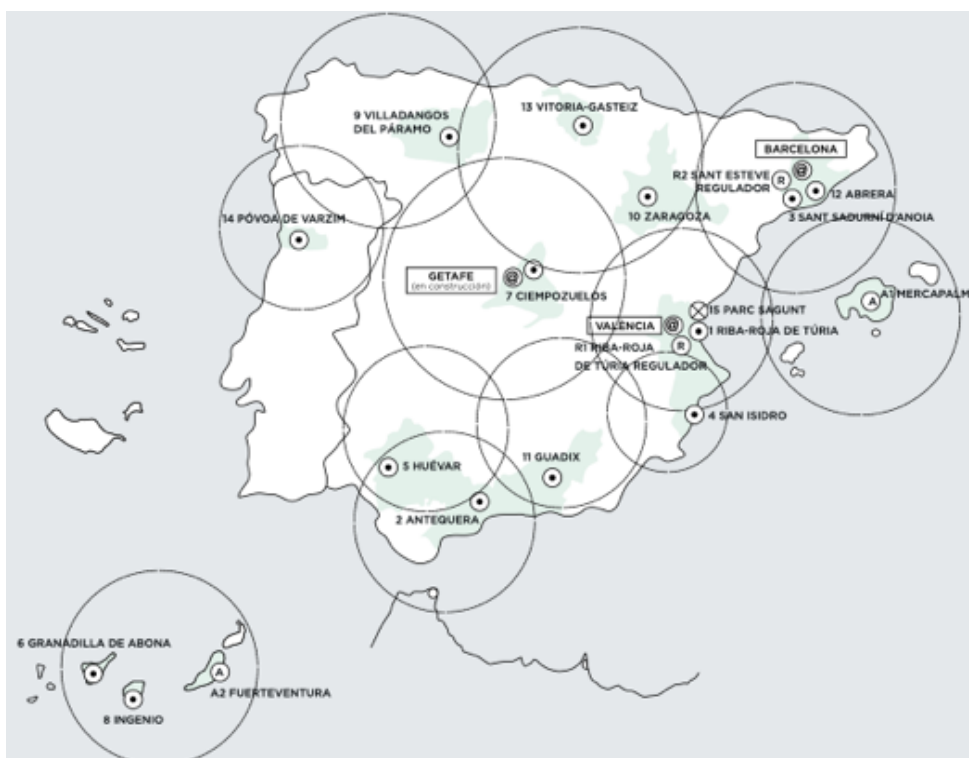 9 VILLADANGOS
DEL PÁRAMO
13 VITORIA-GASTEIZ
BARCELONA
@
R2 SANT ESTEVE
REGULADOR
R
12 ABRERA
3 SANT SADURNÍ D'ANOIA
10 ZARAGOZA
14 PÓVOA DE VARZIM
GETAFE
(en construcción)
@
7 CIEMPOZUELOS
A1 MERCAPALM
A
15 PARC SAGUNT
VALÈNCIA
@
1 RIBA-ROJA DE TÚRIA
R1 RIBA-ROJA
DE TÚRIA REGULADOR
R
4 SAN ISIDRO
11 GUADIX
5 HUÉVAR
2 ANTEQUERA
6 GRANADILLA DE ABONA
A
A2 FUERTEVENTURA
8 INGENIO